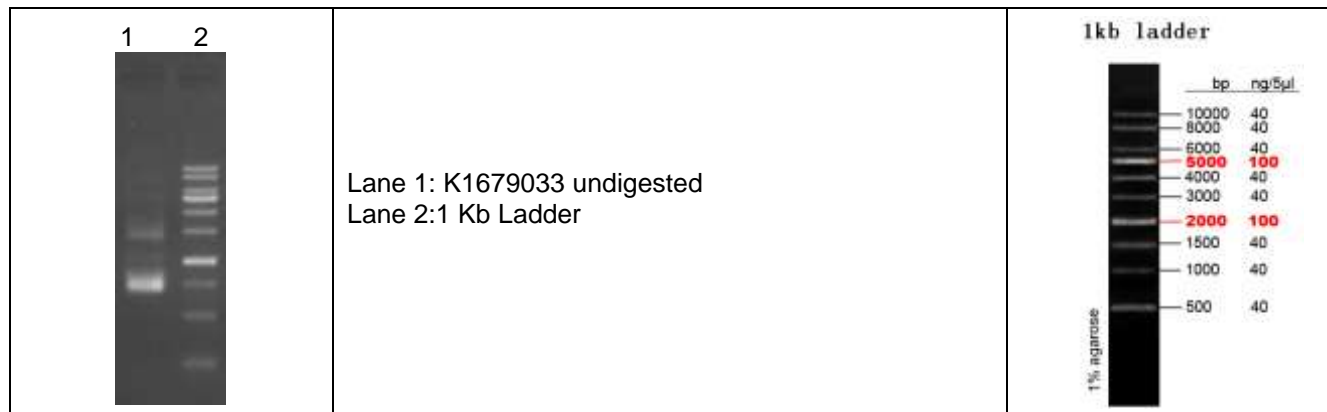 1 2
Lane 1: K1679033 undigested
Lane 2:1 Kb Ladder
1kb ladder
bp ng/5µl
10000 40
8000 40
6000 40
5000 100
4000 40
3000 40
2000 100
1500 40
1000 40
500 40
1% agarose